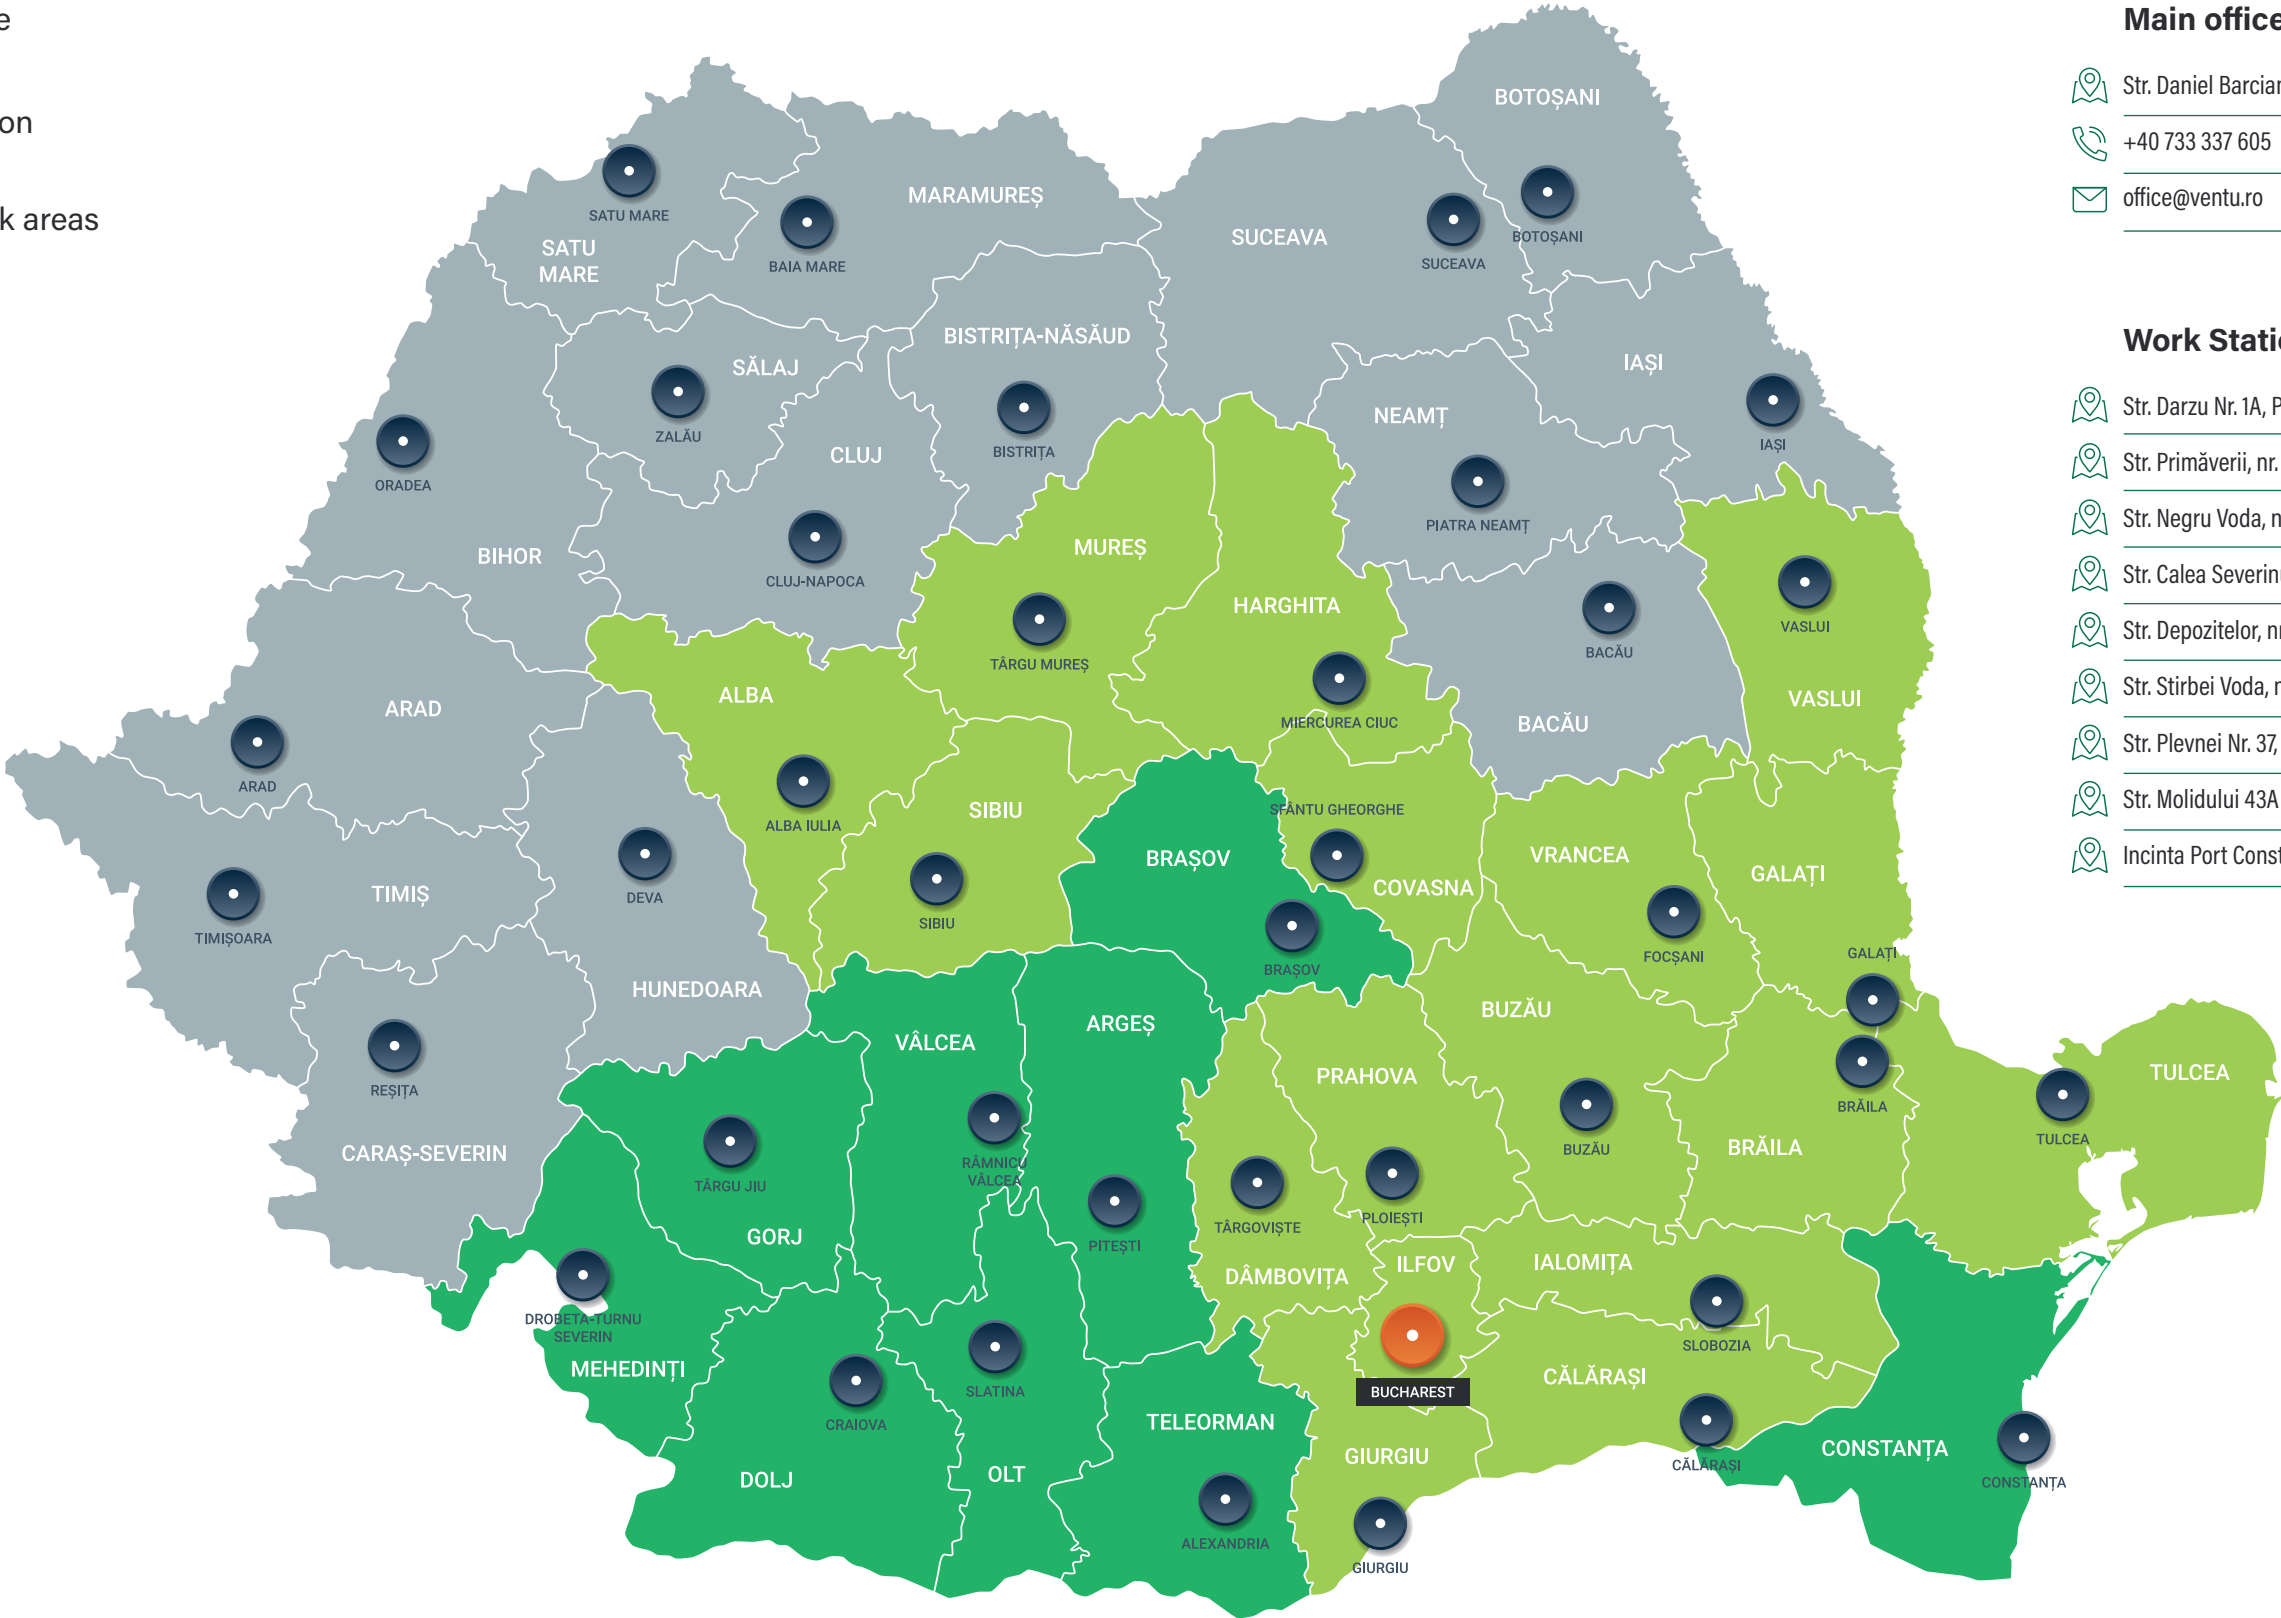 e
on
k areas
Main office
Str. Daniel Barcian
+40 733 337 605
office@ventu.ro
Work Stati
Str. Darzu Nr. 1A, P
Str. Primăverii, nr.
Str. Negru Voda, n
Str. Calea Severin
Str. Depozitelor, n
Str. Stirbei Voda, n
Str. Plevnei Nr. 37,
Str. Molidului 43A
Incinta Port Const
BOTOȘANI
BOTOȘANI
SATU MARE
SATU
MARE
MARAMUREȘ
BAIA MARE
SUCEAVA
SUCEAVA
BISTRIȚA-NĂSĂUD
BISTRIȚA
SĂLAJ
ZALĂU
IAȘI
IAȘI
NEAMȚ
PIATRA NEAMȚ
ORADEA
BIHOR
CLUJ
CLUJ-NAPOCA
MUREȘ
TÂRGU MUREȘ
HARGHITA
MIERCUREA CIUC
BACĂU
BACĂU
VASLUI
VASLUI
ARAD
ARAD
ALBA
ALBA IULIA
SIBIU
SIBIU
BRAȘOV
BRAȘOV
SFÂNTU GHEORGHE
COVASNA
VRANCEA
FOCȘANI
GALAȚI
GALAȚI
TIMIȘ
TIMIȘOARA
DEVA
HUNEDOARA
REȘIȚA
CARAȘ-SEVERIN
VÂLCEA
RÂMNICU
VÂLCEA
ARGEȘ
PITEȘTI
PRAHOVA
PLOIEȘTI
BUZĂU
BUZĂU
BRĂILA
BRĂILA
TULCEA
TULCEA
TÂRGU JIU
GORJ
TÂRGOVIȘTE
DÂMBOVIȚA
ILFOV
BUCHAREST
IALOMIȚA
SLOBOZIA
DROBETA-TURNU
SEVERIN
MEHEDINȚI
CRAIOVA
DOLJ
SLATINA
OLT
TELEORMAN
ALEXANDRIA
GIURGIU
GIURGIU
CĂLĂRAȘI
CĂLĂRAȘI
CONSTANȚA
CONSTANȚA